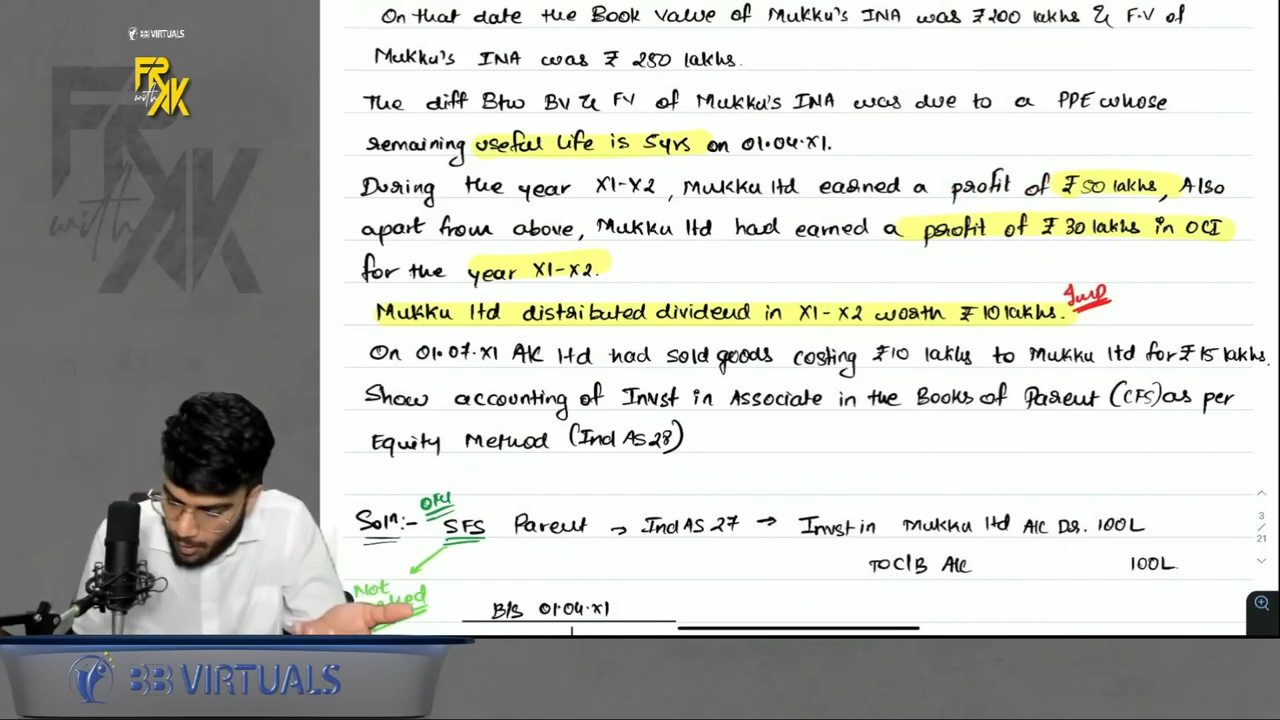 BB VIRTUALS
FR
with AK
FR
with AK
On that date the Book Value of Mukku's INA was ₹200 lakhs & F.V of
Mukku's INA was ₹ 250 lakhs.
The diff Btw BV & FV of Mukku's INA was due to a PPE whose
remaining useful life is 5yrs on 01.04.X1.
During the year X1-X2, Mukku ltd earned a profit of ₹50 lakhs, Also
apart from above, Mukku ltd had earned a profit of ₹ 30 lakhs in OCI
for the year X1-X2.
Imp
Mukku ltd distributed dividend in X1-X2 worth ₹10 lakhs.
On 01.07.X1 AK ltd had sold goods costing ₹10 lakhs to Mukku ltd for ₹15 lakhs.
Show accounting of Invst in Associate in the Books of Parent (CFS) as per
Equity Method (Ind AS 28)
Soln:- SFS Parent → IND AS 27 → Invst in Mukku ltd A/c Dr. 100L
TO C/B A/c 100L
Not
B/S 01.04.X1
3
21
BB VIRTUALS